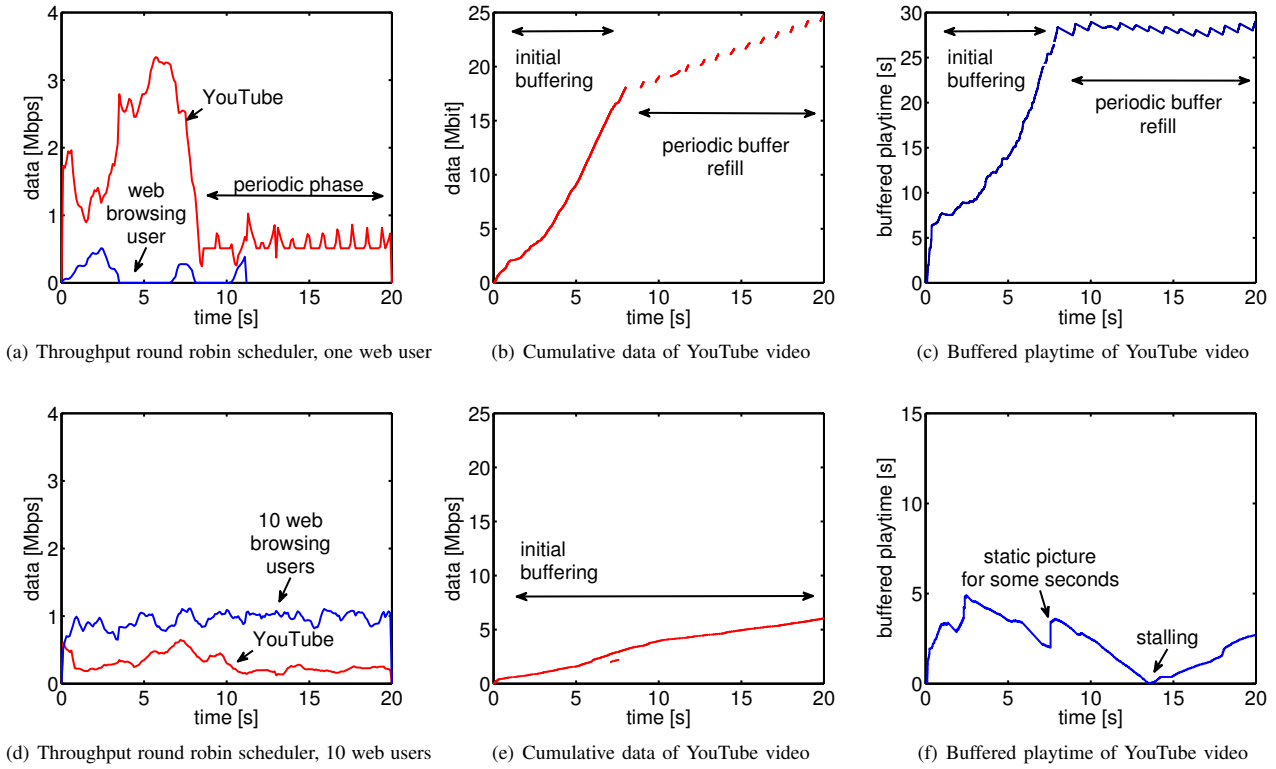 4
3
2
1
0
data [Mbps]
YouTube
web
browsing
user
periodic phase
0 5 10 15 20
time [s]
(a) Throughput round robin scheduler, one web user
25
20
15
10
5
0
data [Mbit]
initial
buffering
periodic buffer
refill
0 5 10 15 20
time [s]
(b) Cumulative data of YouTube video
30
25
20
15
10
5
0
buffered playtime [s]
initial
buffering
periodic buffer
refill
0 5 10 15 20
time [s]
(c) Buffered playtime of YouTube video
4
3
2
1
0
data [Mbps]
10 web
browsing
users
YouTube
0 5 10 15 20
time [s]
(d) Throughput round robin scheduler, 10 web users
25
20
15
10
5
0
data [Mbps]
initial
buffering
0 5 10 15 20
time [s]
(e) Cumulative data of YouTube video
15
10
5
0
buffered playtime [s]
static picture
for some seconds
stalling
0 5 10 15 20
time [s]
(f) Buffered playtime of YouTube video